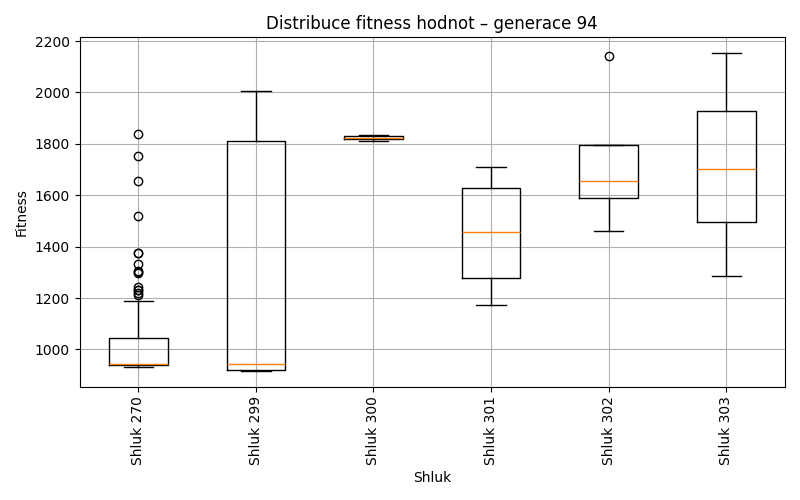 Distribuce fitness hodnot – generace 94
2200
2000
1800
1600
1400
1200
1000
Fitness
Shluk 270
Shluk 299
Shluk 300
Shluk 301
Shluk 302
Shluk 303
Shluk